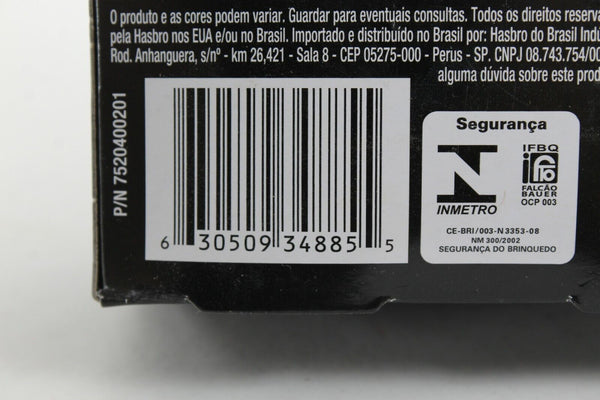 O produto e as cores podem variar. Guardar para eventuais consultas. Todos os direitos reserva
pela Hasbro nos EUA e/ou no Brasil. Importado e distribuído no Brasil por: Hasbro do Brasil Indú
Rod. Anhanguera, s/nº - km 26,421 - Sala 8 - CEP 05275-000 - Perus - SP. CNPJ 08.743.754/00
alguma dúvida sobre este prod
P/N 7520400201
6 30509 34885 5
Segurança
INMETRO
IFBQ
FALCÃO
BAUER
OCP 003
CE-BRI/003-N 3353-08
NM 300/2002
SEGURANÇA DO BRINQUEDO